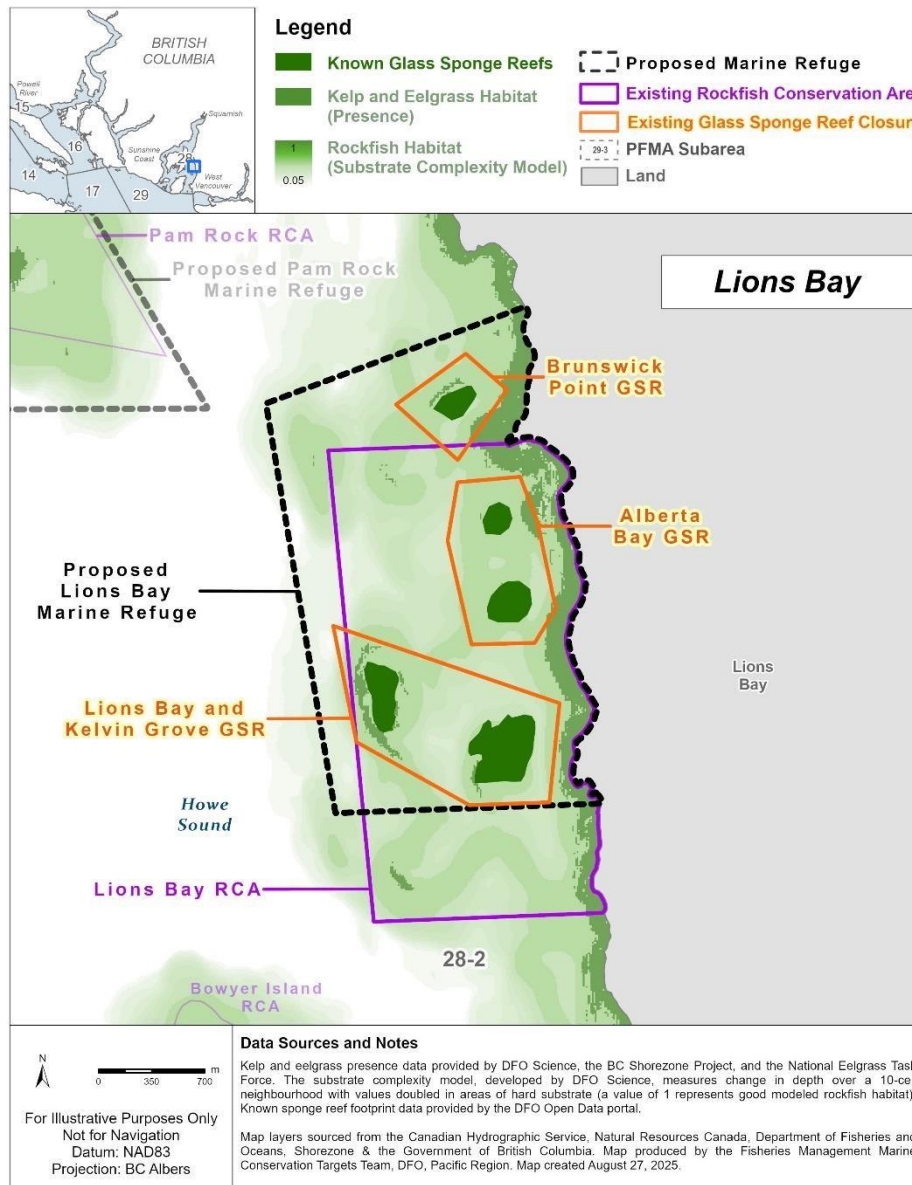 BRITISH
COLUMBIA
Powell
River
Squamish
15
16
Sunshine
Coast
28
West
Vancouver
14
17
29
Legend
Known Glass Sponge Reefs
Kelp and Eelgrass Habitat
(Presence)
1
0.05
Rockfish Habitat
(Substrate Complexity Model)
Proposed Marine Refuge
Existing Rockfish Conservation Are
Existing Glass Sponge Reef Closur
29-3
PFMA Subarea
Land
Pam Rock RCA
Proposed Pam Rock
Marine Refuge
Lions Bay
Brunswick
Point GSR
Alberta
Bay GSR
Proposed
Lions Bay
Marine Refuge
Lions
Bay
Lions Bay and
Kelvin Grove GSR
Howe
Sound
Lions Bay RCA
28-2
Bowyer Island
RCA
N
m
0 350 700
For Illustrative Purposes Only
Not for Navigation
Datum: NAD83
Projection: BC Albers
Data Sources and Notes
Kelp and eelgrass presence data provided by DFO Science, the BC Shorezone Project, and the National Eelgrass Tas
Force. The substrate complexity model, developed by DFO Science, measures change in depth over a 10-ce
neighbourhood with values doubled in areas of hard substrate (a value of 1 represents good modeled rockfish habitat)
Known sponge reef footprint data provided by the DFO Open Data portal.
Map layers sourced from the Canadian Hydrographic Service, Natural Resources Canada, Department of Fisheries and
Oceans, Shorezone & the Government of British Columbia. Map produced by the Fisheries Management Marine
Conservation Targets Team, DFO, Pacific Region. Map created August 27, 2025.